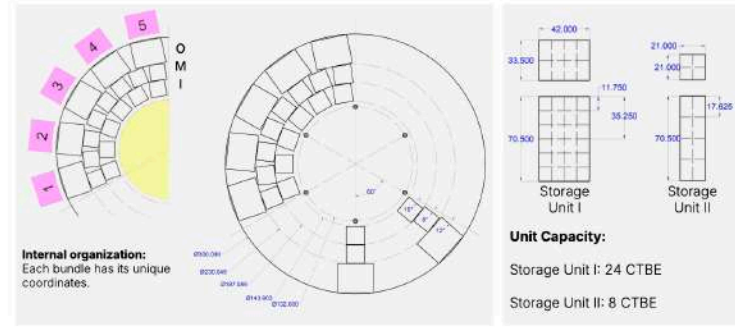 5
4
3
2
1
O
M
I
60°
15"
12"
Internal organization:
Each bundle has its unique
coordinates.
42.000
33.500
21.000
21.000
11.750
35.250
17.625
70.500
70.500
Storage
Unit I
Storage
Unit II
Unit Capacity:
Storage Unit I: 24 CTBE
Storage Unit II: 8 CTBE